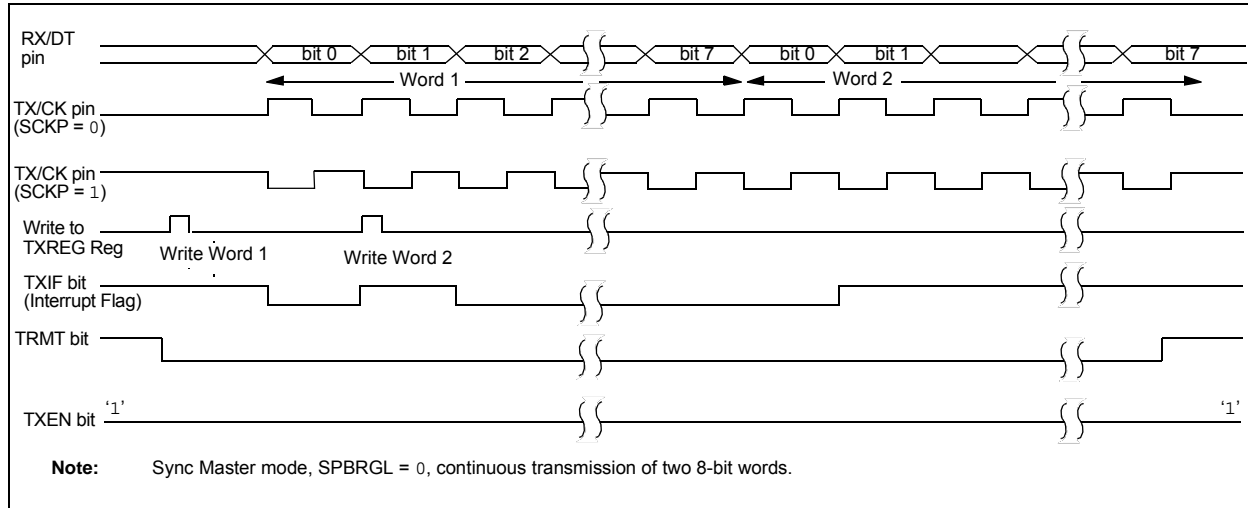 RX/DT
pin
bit 0 bit 1 bit 2 bit 7 bit 0 bit 1 bit 7
Word 1 Word 2
TX/CK pin
(SCKP = 0)
TX/CK pin
(SCKP = 1)
Write to
TXREG Reg
Write Word 1 Write Word 2
TXIF bit
(Interrupt Flag)
TRMT bit
TXEN bit ‘1’ ‘1’
Note: Sync Master mode, SPBRGL = 0, continuous transmission of two 8-bit words.